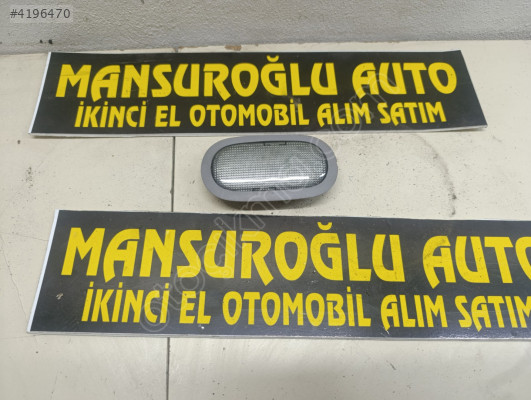 #4196470
MANSUROĞLU AUTO
İKİNCİ EL OTOMOBİL ALIM SATIM
MANSUROĞLU AUTO
İKİNCİ EL OTOMOBİL ALIM SATIM